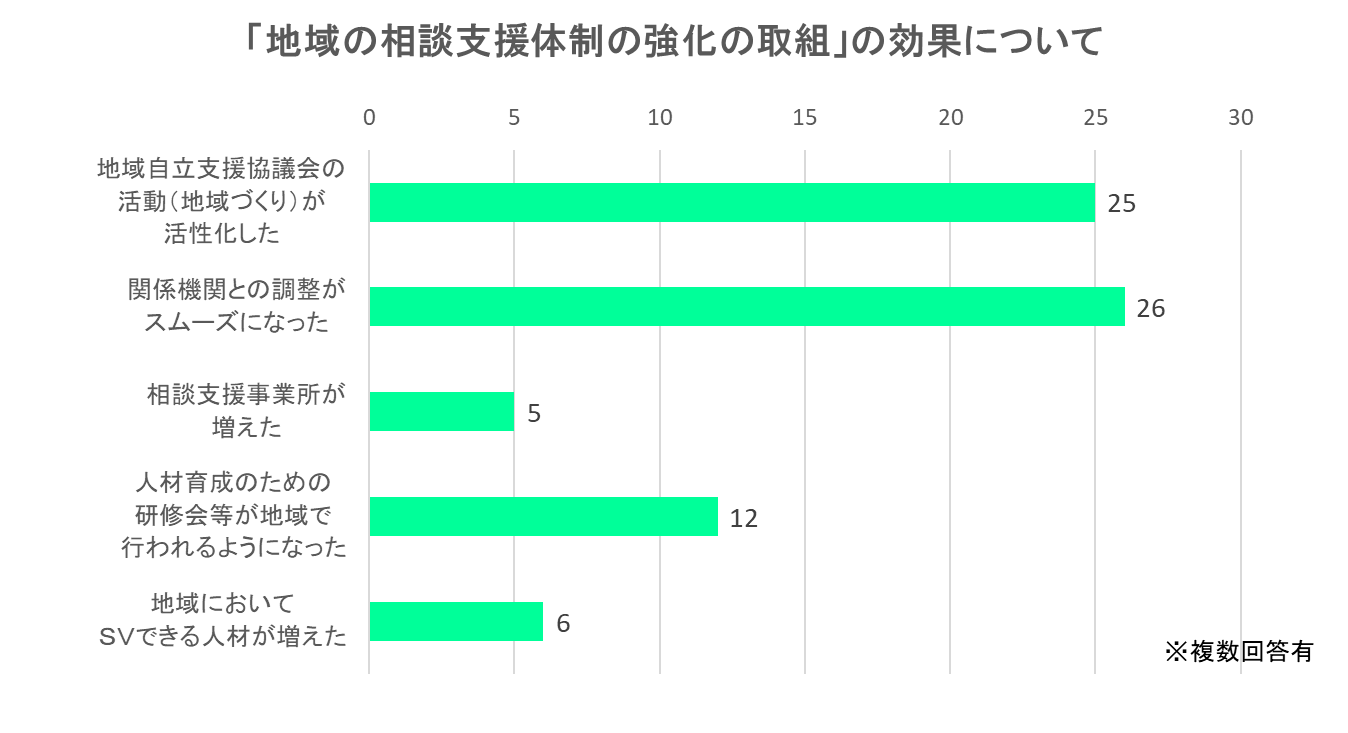 「地域の相談支援体制の強化の取組」の効果について
0 5 10 15 20 25 30
地域自立支援協議会の
活動（地域づくり）が
活性化した
25
関係機関との調整が
スムーズになった
26
相談支援事業所が
増えた
5
人材育成のための
研修会等が地域で
行われるようになった
12
地域において
SVできる人材が増えた
6
※複数回答有